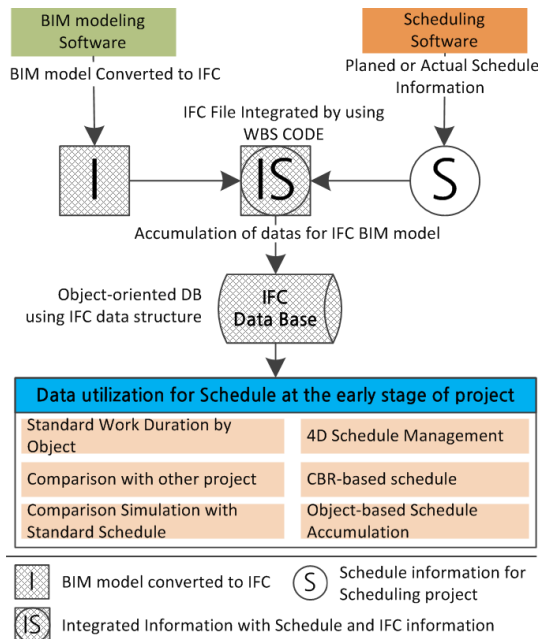 BIM modeling
Software
Scheduling
Software
BIM model Converted to IFC
Planed or Actual Schedule
Information
IFC File Integrated by using
WBS CODE
I
IS
S
Accumulation of datas for IFC BIM model
Object-oriented DB
using IFC data structure
IFC
Data Base
Data utilization for Schedule at the early stage of project
Standard Work Duration by
Object
4D Schedule Management
Comparison with other project
CBR-based schedule
Comparison Simulation with
Standard Schedule
Object-based Schedule
Accumulation
I
BIM model converted to IFC
S
Schedule information for
Scheduling project
IS
Integrated Information with Schedule and IFC information